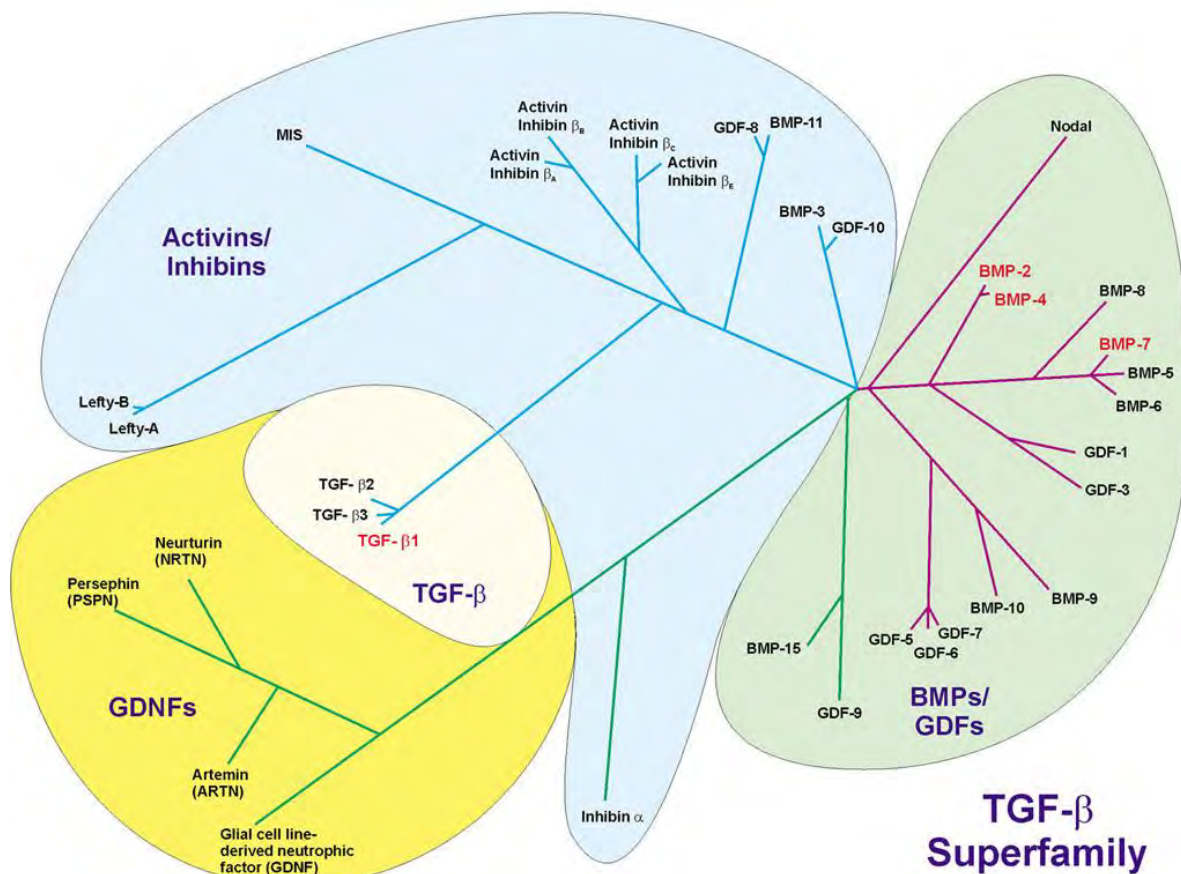 MIS
Activin
Inhibin βB
Activin
Inhibin βA
Activin
Inhibin βC
Activin
Inhibin βE
GDF-8
BMP-11
BMP-3
GDF-10
Nodal
Activins/
Inhibins
BMP-2
BMP-4
BMP-8
BMP-7
BMP-5
BMP-6
Lefty-B
Lefty-A
GDF-1
GDF-3
TGF- β2
TGF- β3
TGF- β1
TGF-β
Neurturin
(NRTN)
Persephin
(PSPN)
GDNFs
Artemin
(ARTN)
Glial cell line-
derived neutrophic
factor (GDNF)
Inhibin α
BMP-15
GDF-9
GDF-5
GDF-7
GDF-6
BMP-10
BMP-9
BMPs/
GDFs
TGF-β
Superfamily